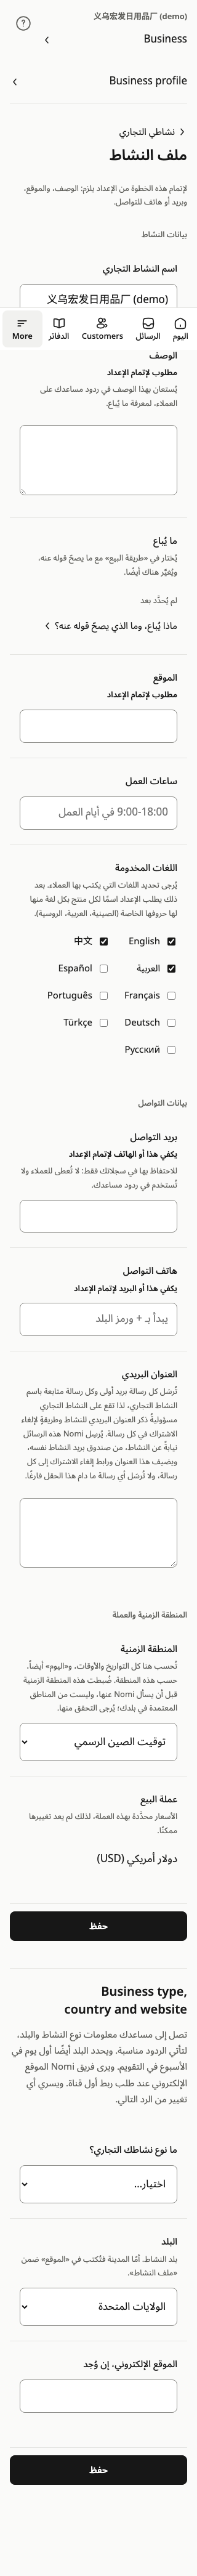 义乌宏发日用品厂 (demo)
Business
Business profile
نشاطي التجاري
ملف النشاط
لإتمام هذه الخطوة من الإعداد يلزم: الوصف، والموقع،
وبريد أو هاتف للتواصل.
بيانات النشاط
اسم النشاط التجاري
义乌宏发日用品厂 (demo)
اليوم
الرسائل
Customers
الدفاتر
More
الوصف
مطلوب لإتمام الإعداد
يُستعان بهذا الوصف في ردود مساعدك على
العملاء، لمعرفة ما يُباع.
ما يُباع
يُختار في «طريقة البيع» مع ما يصحّ قوله عنه،
ويُغيَّر هناك أيضًا.
لم يُحدَّد بعد
ماذا يُباع، وما الذي يصحّ قوله عنه؟
الموقع
مطلوب لإتمام الإعداد
ساعات العمل
9:00-18:00 في أيام العمل
اللغات المخدومة
يُرجى تحديد اللغات التي يكتب بها العملاء. بعد
ذلك يطلب الإعداد اسمًا لكل منتج بكل لغة منها
لها حروفها الخاصة (الصينية، العربية، الروسية).
English
中文
العربية
Español
Français
Português
Deutsch
Türkçe
Русский
بيانات التواصل
بريد التواصل
يكفي هذا أو الهاتف لإتمام الإعداد
للاحتفاظ بها في سجلاتك فقط: لا تُعطى للعملاء ولا
تُستخدم في ردود مساعدك.
هاتف التواصل
يكفي هذا أو البريد لإتمام الإعداد
يبدأ بـ + ورمز البلد
العنوان البريدي
تُرسَل كل رسالة بريد أولى وكل رسالة متابعة باسم
النشاط التجاري، لذا تقع على النشاط التجاري
مسؤوليةُ ذكر العنوان البريدي للنشاط وطريقةٍ لإلغاء
الاشتراك في كل رسالة. يُرسِل Nomi هذه الرسائل
نيابةً عن النشاط، من صندوق بريد النشاط نفسه،
ويضيف هذا العنوان ورابط إلغاء الاشتراك إلى كل
رسالة، ولا تُرسَل أي رسالة ما دام هذا الحقل فارغًا.
المنطقة الزمنية والعملة
المنطقة الزمنية
تُحسب هنا كل التواريخ والأوقات، و«اليوم» أيضاً،
حسب هذه المنطقة. ضُبطت هذه المنطقة الزمنية
قبل أن يسأل Nomi عنها، وليست من المناطق
المعتمدة في بلدك؛ يُرجى التحقق منها.
توقيت الصين الرسمي
عملة البيع
الأسعار محدَّدة بهذه العملة، لذلك لم يعد تغييرها
ممكنًا.
دولار أمريكي (USD)
حفظ
Business type,
country and website
تصل إلى مساعدك معلومات نوع النشاط والبلد،
لتأتي الردود مناسبة. ويحدد البلد أيضًا أول يوم في
الأسبوع في التقويم. ويرى فريق Nomi الموقع
الإلكتروني عند طلب ربط أول قناة. ويسري أي
تغيير من الرد التالي.
ما نوع نشاطك التجاري؟
اختيار...
البلد
بلد النشاط. أمّا المدينة فتُكتب في «الموقع» ضمن
«ملف النشاط».
الولايات المتحدة
الموقع الإلكتروني، إن وُجد
حفظ